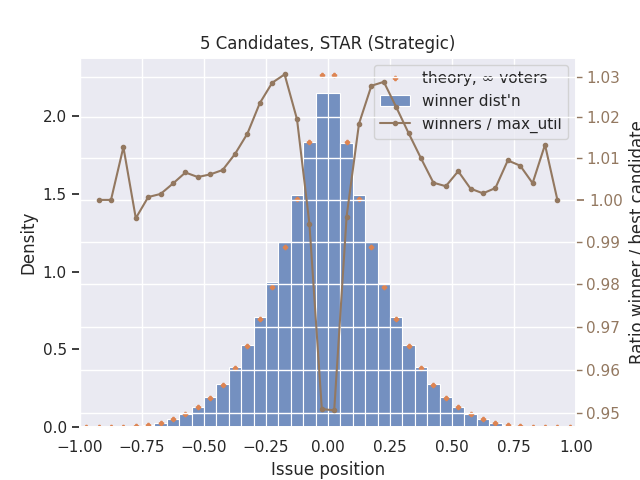 5 Candidates, STAR (Strategic)
theory, ∞ voters
winner dist'n
winners / max_util
2.0
1.5
1.0
0.5
0.0
Density
1.03
1.02
1.01
1.00
0.99
0.98
0.97
0.96
0.95
Ratio winner / best candidate
−1.00 −0.75 −0.50 −0.25 0.00 0.25 0.50 0.75 1.00
Issue position